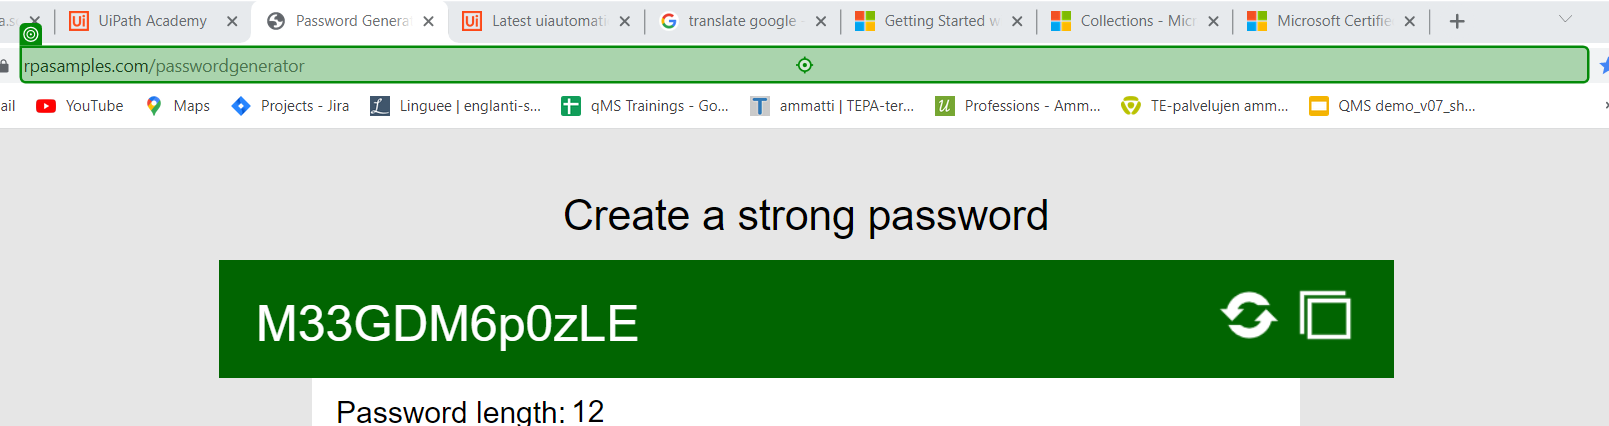 a.s
UiPath Academy
Password Genera
Latest uiautomati
translate google -
Getting Started w
Collections - Micr
Microsoft Certifie
rpasamples.com/passwordgenerator
ail
YouTube
Maps
Projects - Jira
Linguee | englanti-s...
qMS Trainings - Go...
ammatti | TEPA-ter...
Professions - Amm...
TE-palvelujen amm...
QMS demo_v07_sh...
Create a strong password
M33GDM6p0zLE
Password length: 12